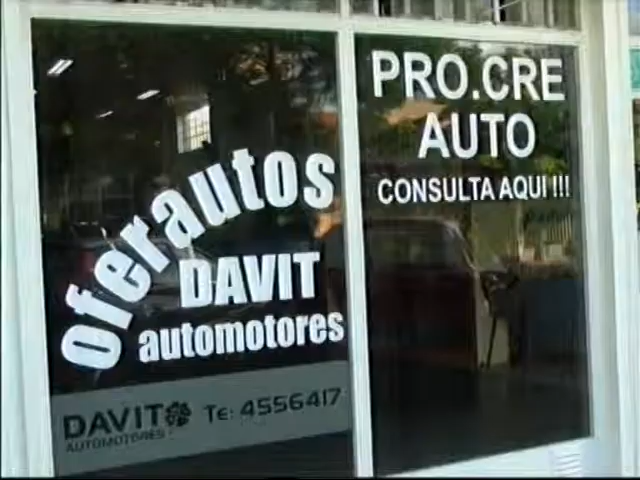 oferautos
DAVIT
automotores
DAVIT Te: 4556417
AUTOMOTORES
PRO.CRE
AUTO
CONSULTA AQUI !!!